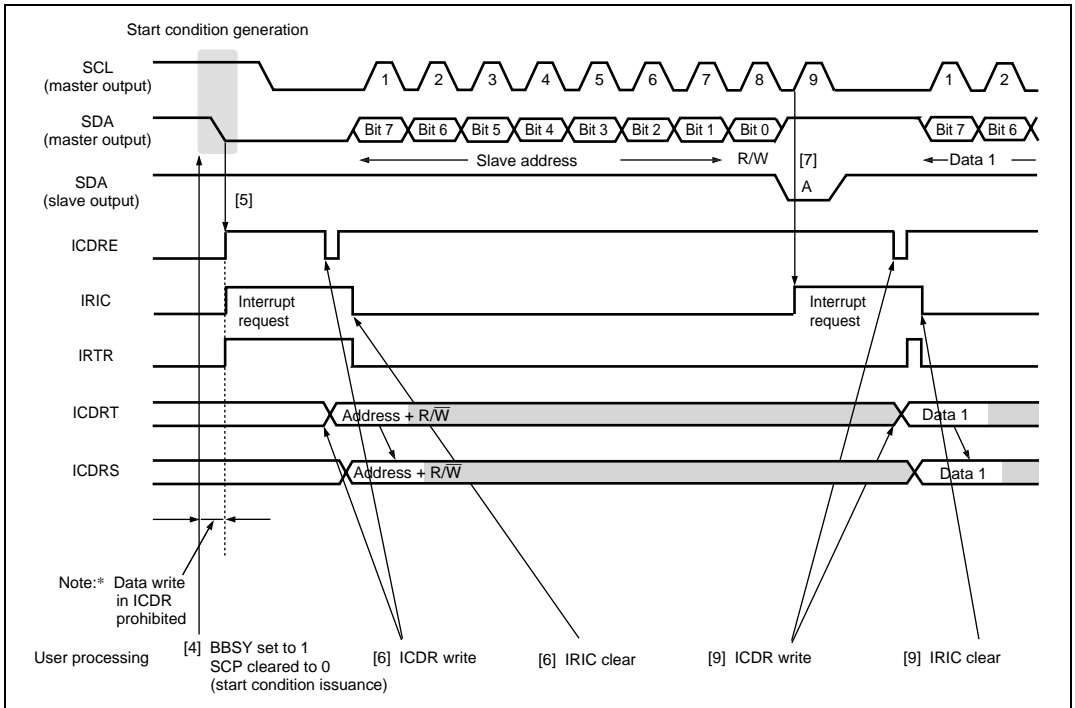 Start condition generation
SCL
(master output)
1 2 3 4 5 6 7 8 9 1 2
SDA
(master output)
Bit 7 Bit 6 Bit 5 Bit 4 Bit 3 Bit 2 Bit 1 Bit 0 Bit 7 Bit 6
Slave address R/W [7] Data 1
SDA
(slave output)
A
[5]
ICDRE
IRIC
Interrupt
request
Interrupt
request
IRTR
ICDRT
Address + R/W̅
Data 1
ICDRS
Address + R/W̅
Data 1
Note:* Data write
in ICDR
prohibited
User processing
[4] BBSY set to 1
SCP cleared to 0
(start condition issuance)
[6] ICDR write
[6] IRIC clear
[9] ICDR write
[9] IRIC clear